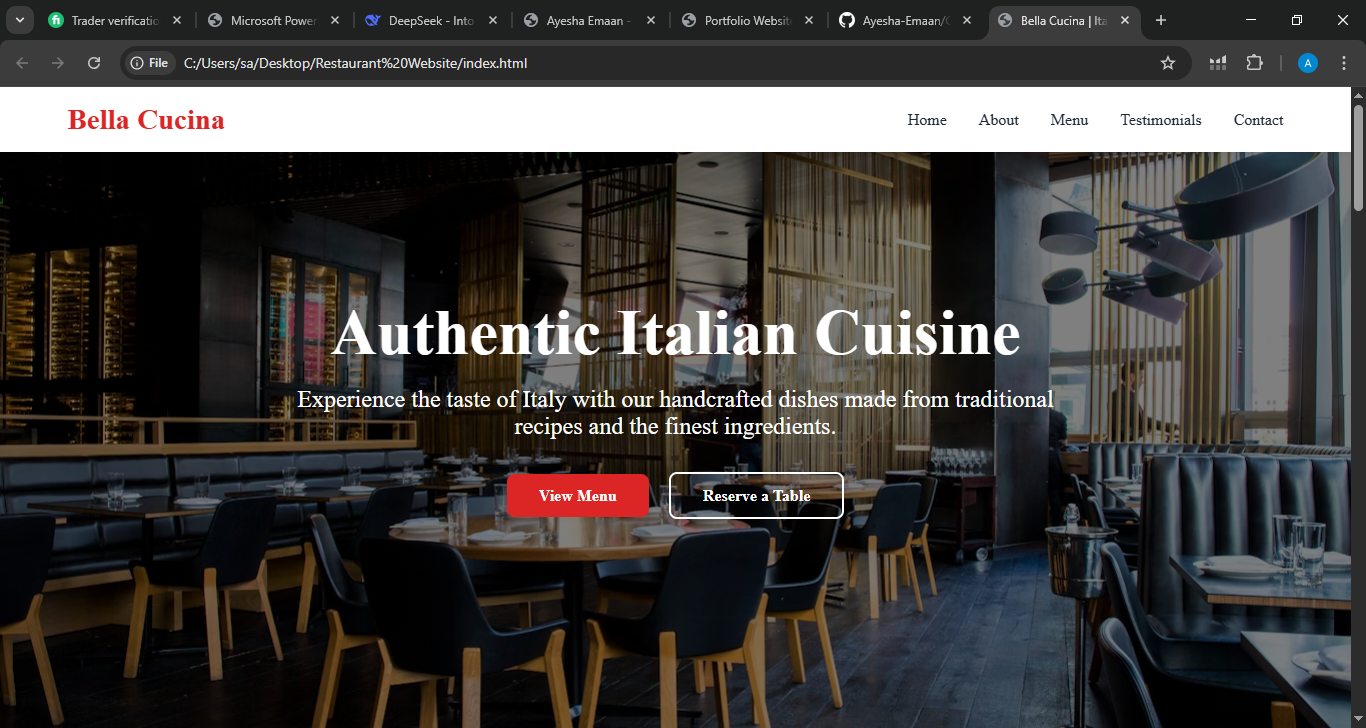 Trader verificatio
Microsoft Power
DeepSeek - Into
Ayesha Emaan -
Portfolio Website
Ayesha-Emaan/
Bella Cucina | Ita
File
C:/Users/sa/Desktop/Restaurant%20Website/index.html
A
Bella Cucina
Home
About
Menu
Testimonials
Contact
Authentic Italian Cuisine
Experience the taste of Italy with our handcrafted dishes made from traditional
recipes and the finest ingredients.
View Menu
Reserve a Table